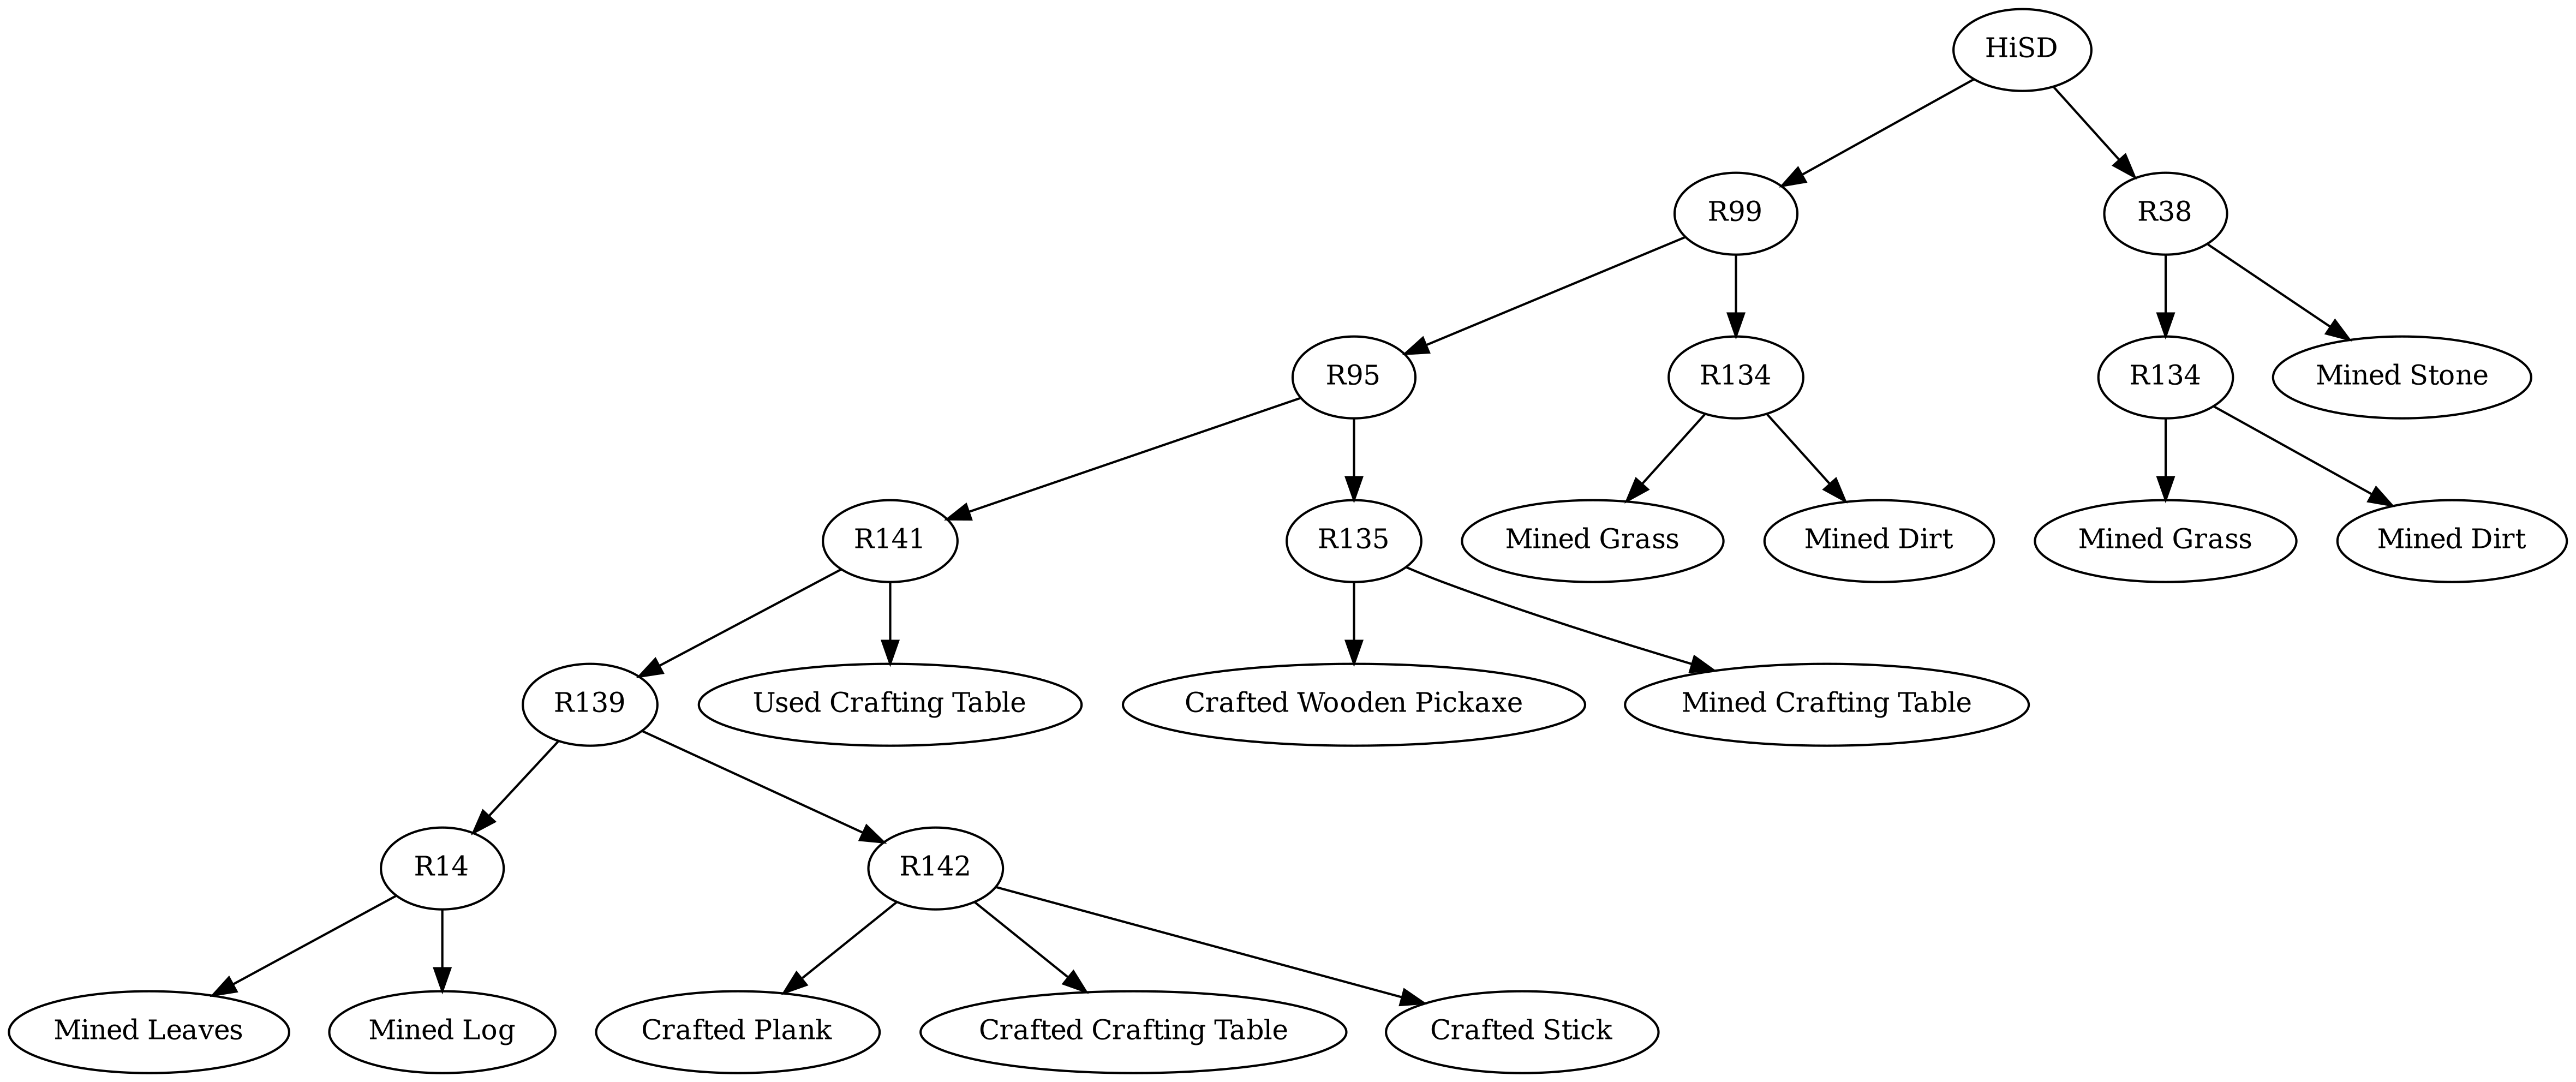 HiSD
R99
R38
R95
R134
R134
Mined Stone
R141
R135
Mined Grass
Mined Dirt
Mined Grass
Mined Dirt
R139
Used Crafting Table
Crafted Wooden Pickaxe
Mined Crafting Table
R14
R142
Mined Leaves
Mined Log
Crafted Plank
Crafted Crafting Table
Crafted Stick